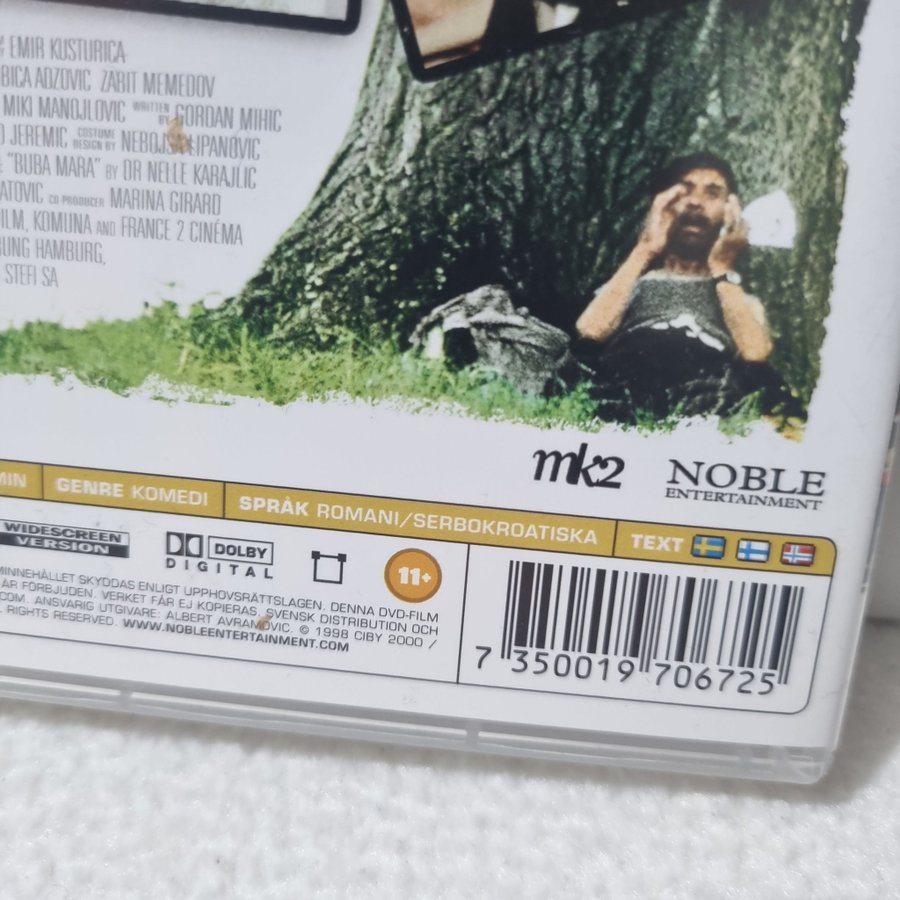 EMIR KUSTURICA
ADZOVIC ZABIT MEMEDOV
MIKI MANOJLOVIC WRITTEN BY GORDAN MIHIC
JEREMIC COSTUME DESIGN BY NEBOJSA LIPANOVIC
"BUBA MARA" BY DR NELLE KARAJLIC
CO-PRODUCER MARINA GIRARD
FILM, KOMUNA AND FRANCE 2 CINÉMA
HAMBURG,
STEFI SA
mk2
NOBLE
ENTERTAINMENT
MIN GENRE KOMEDI SPRÅK ROMANI/SERBOKROATISKA TEXT
WIDESCREEN
VERSION
DOLBY
DIGITAL
11+
INNEHÅLLET SKYDDAS ENLIGT UPPHOVSRÄTTSLAGEN. DENNA DVD-FILM
ÄR FÖRBJUDEN. VERKET FÅR EJ KOPIERAS. SVENSK DISTRIBUTION OCH
.COM. ANSVARIG UTGIVARE: ALBERT AVRAMOVIC. © 1998 CIBY 2000 /
RIGHTS RESERVED. WWW.NOBLEENTERTAINMENT.COM
7 350019 706725